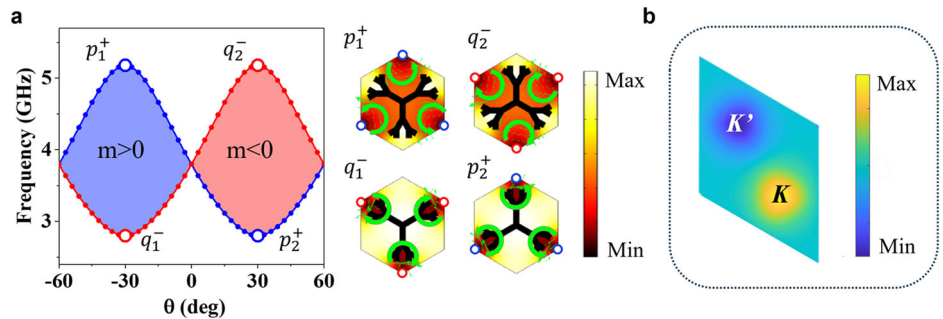 a
b
Frequency (GHz)
5
4
3
-60 -30 0 30 60
θ (deg)
p₁⁺
q₂⁻
m>0
m<0
q₁⁻
p₂⁺
p₁⁺
q₂⁻
q₁⁻
p₂⁺
Max
Min
K'
K
Max
Min